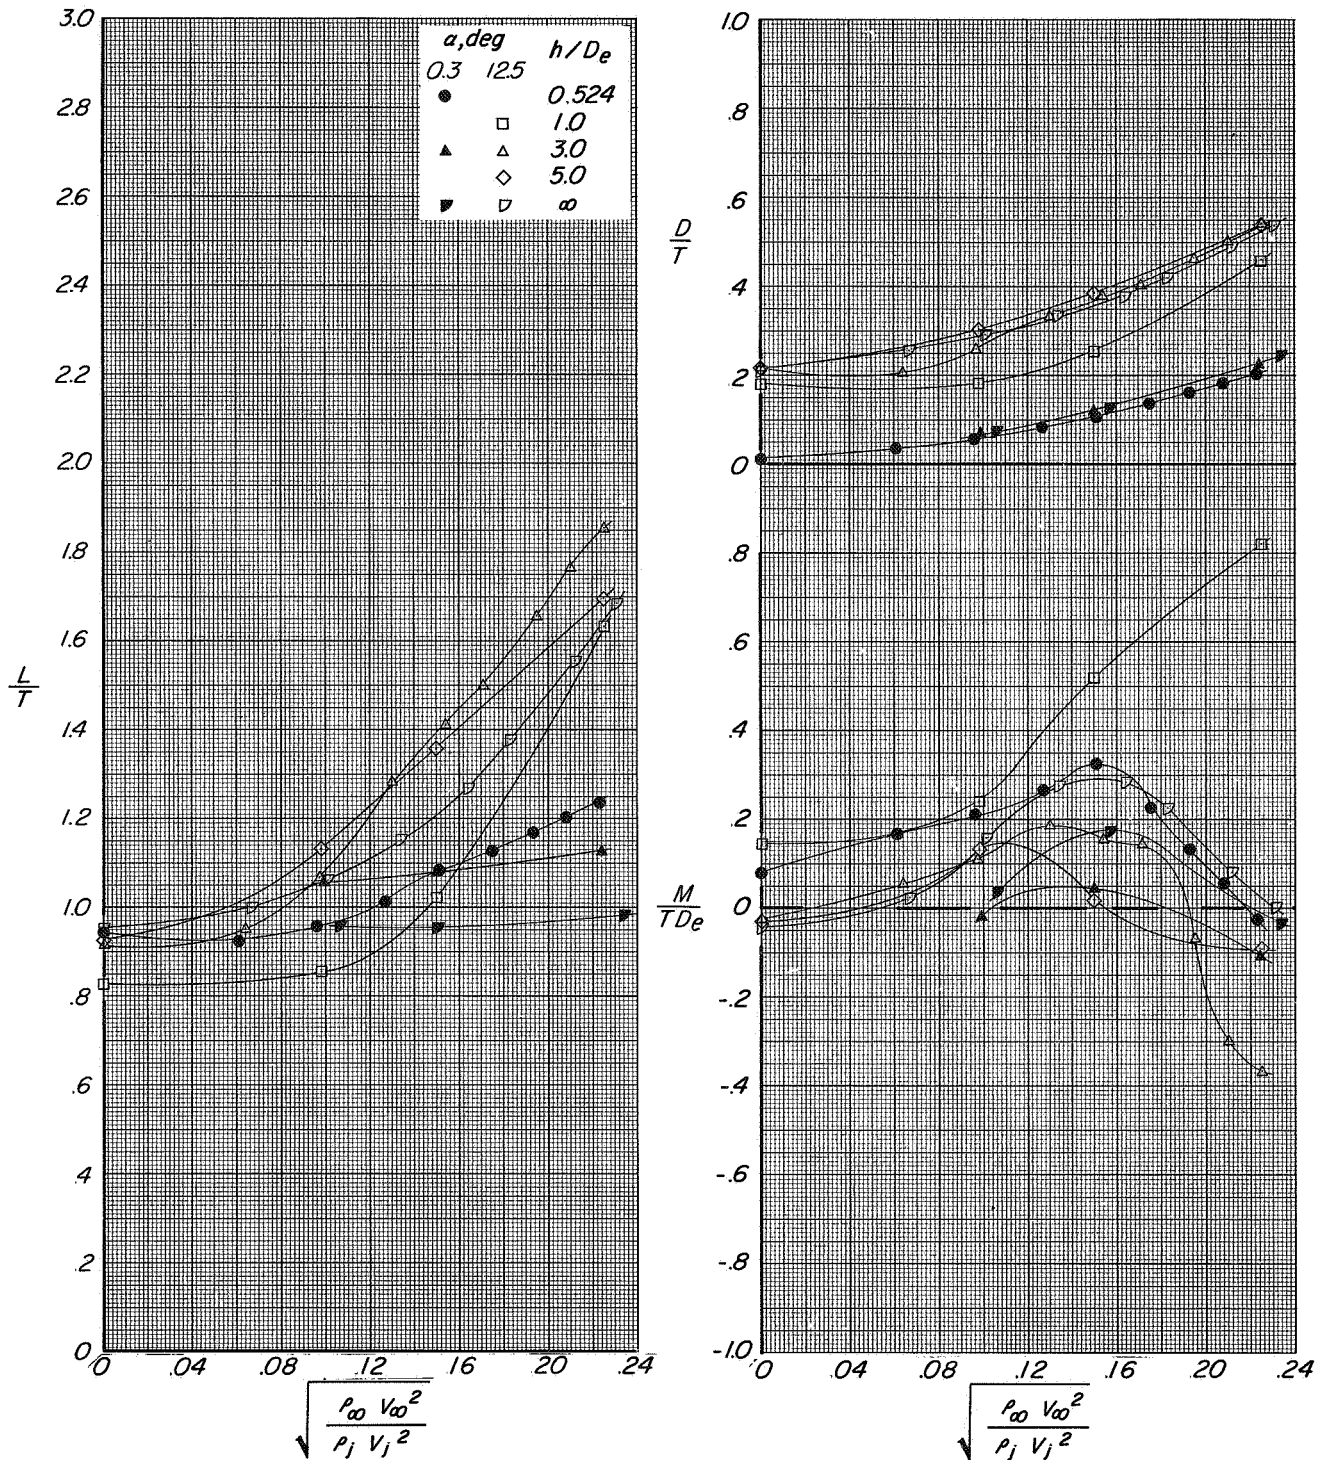 3.0
2.8
2.6
2.4
2.2
2.0
1.8
1.6
L
T
1.4
1.2
1.0
.8
.6
.4
.2
0
0 .04 .08 .12 .16 .20 .24
√ ρ∞ V∞²
ρj Vj²
α,deg h/De
0.3 12.5
0.524
1.0
3.0
5.0
∞
1.0
.8
.6
D
T
.4
.2
0
.8
.6
.4
.2
M
TDe
0
-.2
-.4
-.6
-.8
-1.0
0 .04 .08 .12 .16 .20 .24
√ ρ∞ V∞²
ρj Vj²